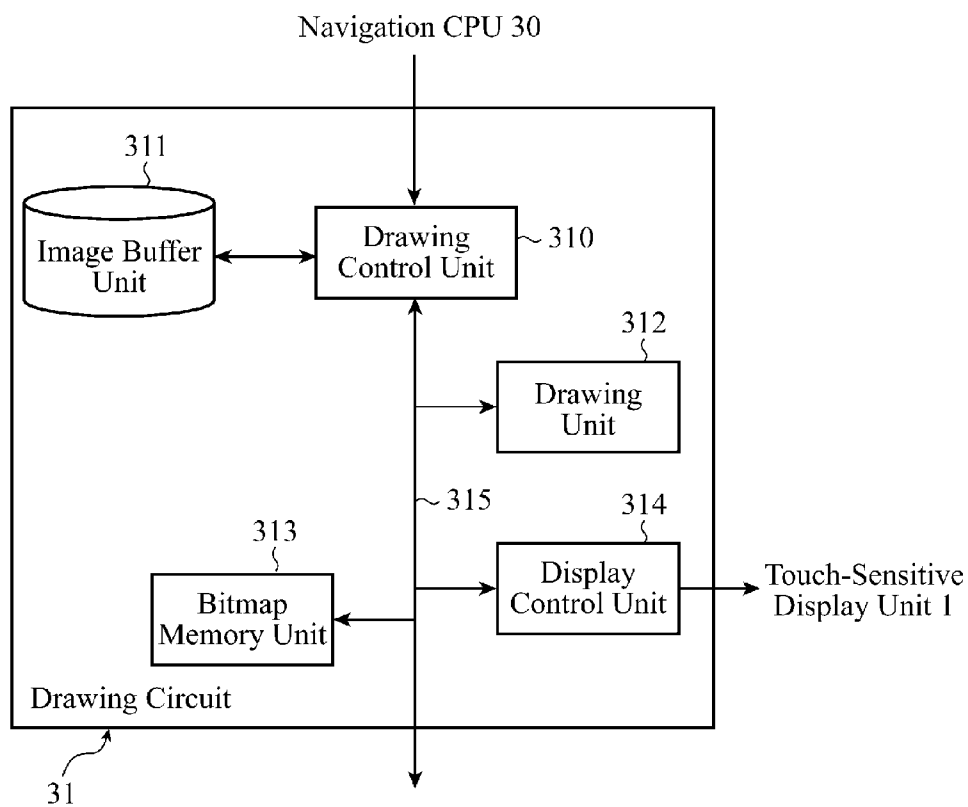 Navigation CPU 30
311
Image Buffer
Unit
Drawing
Control Unit
310
312
Drawing
Unit
315
314
313
Display
Control Unit
Touch-Sensitive
Display Unit 1
Bitmap
Memory Unit
Drawing Circuit
31